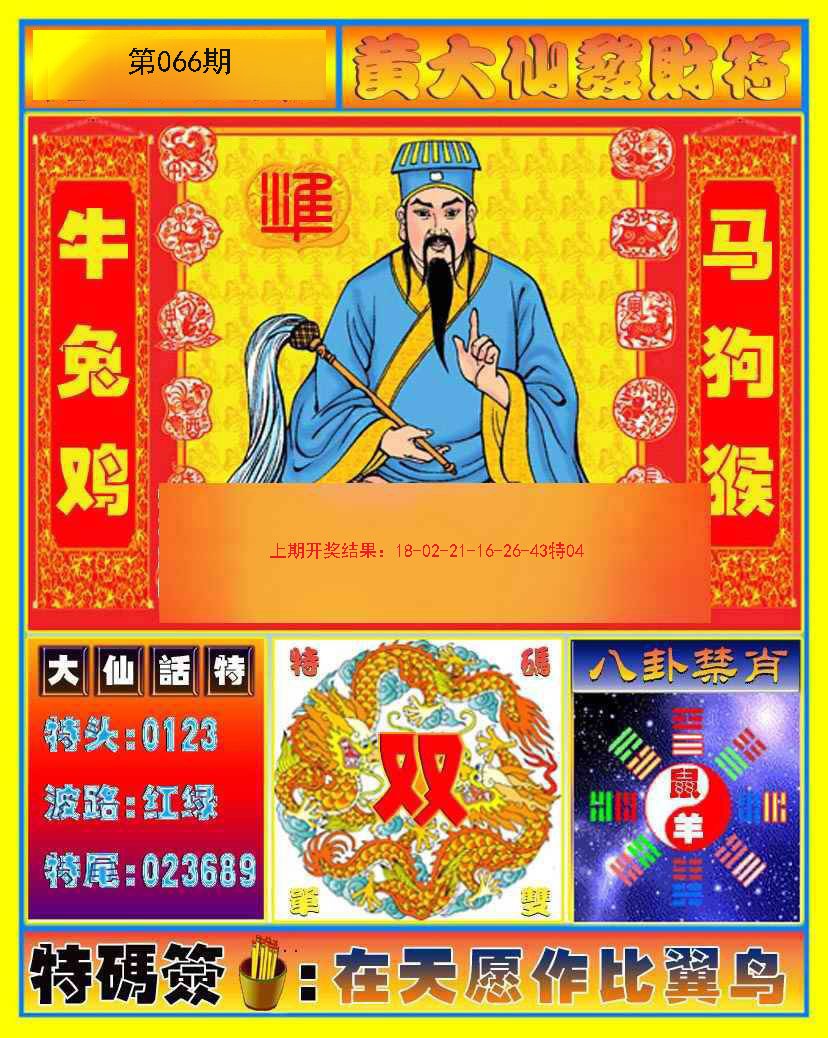 第066期
黄大仙發財符
牛兔鸡
马狗猴
上期开奖结果：18-02-21-16-26-43特04
大仙話特
特头:0123
波路:红绿
特尾:023689
特碼
双
單雙
八卦禁肖
鼠
羊
特碼簽:在天愿作比翼鸟